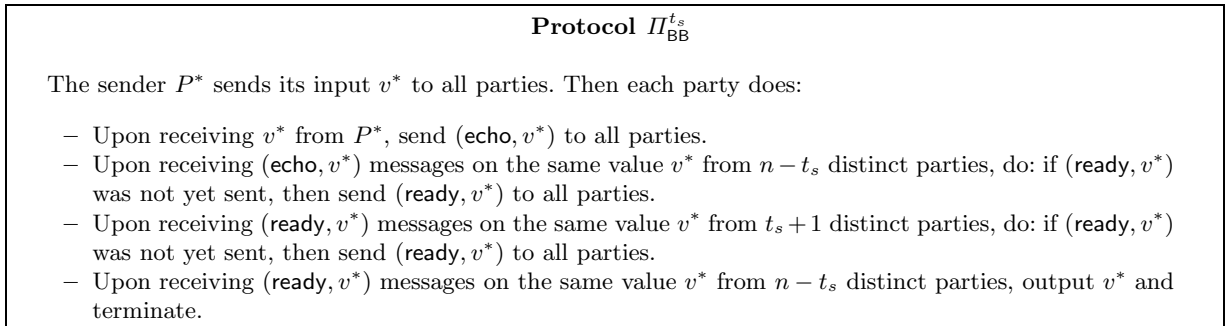 Protocol Π_BB^{t_s}
The sender P* sends its input v* to all parties. Then each party does:
– Upon receiving v* from P*, send (echo, v*) to all parties.
– Upon receiving (echo, v*) messages on the same value v* from n − t_s distinct parties, do: if (ready, v*)
was not yet sent, then send (ready, v*) to all parties.
– Upon receiving (ready, v*) messages on the same value v* from t_s + 1 distinct parties, do: if (ready, v*)
was not yet sent, then send (ready, v*) to all parties.
– Upon receiving (ready, v*) messages on the same value v* from n − t_s distinct parties, output v* and
terminate.